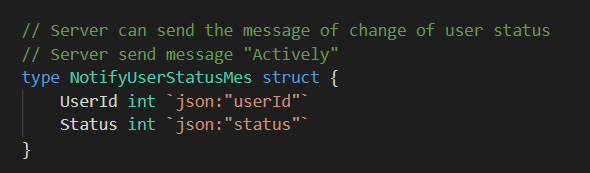 // Server can send the message of change of user status
// Server send message "Actively"
type NotifyUserStatusMes struct {
    UserId int `json:"userId"`
    Status int `json:"status"`
}